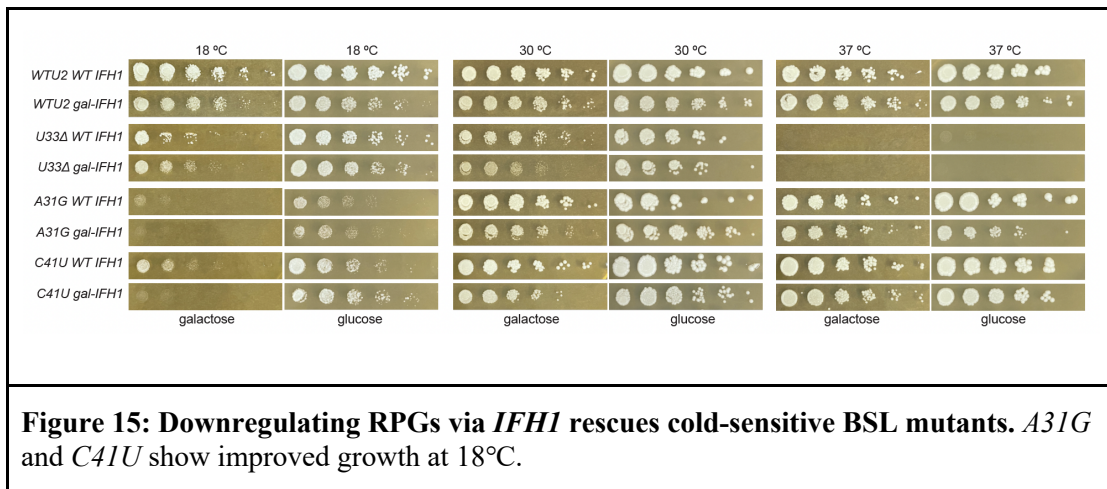 18 ºC 18 ºC 30 ºC 30 ºC 37 ºC 37 ºC
WTU2 WT IFH1
WTU2 gal-IFH1
U33Δ WT IFH1
U33Δ gal-IFH1
A31G WT IFH1
A31G gal-IFH1
C41U WT IFH1
C41U gal-IFH1
galactose glucose galactose glucose galactose glucose
Figure 15: Downregulating RPGs via IFH1 rescues cold-sensitive BSL mutants. A31G
and C41U show improved growth at 18°C.